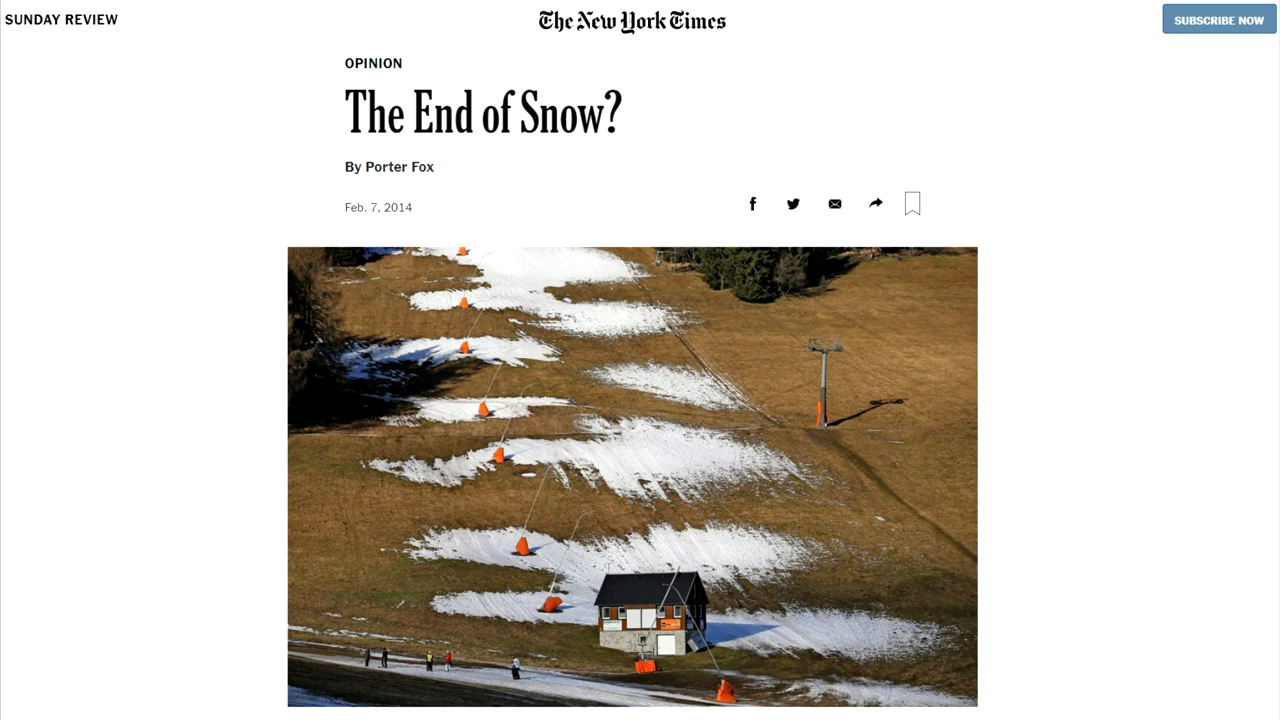 SUNDAY REVIEW
The New York Times
SUBSCRIBE NOW
OPINION
The End of Snow?
By Porter Fox
Feb. 7, 2014